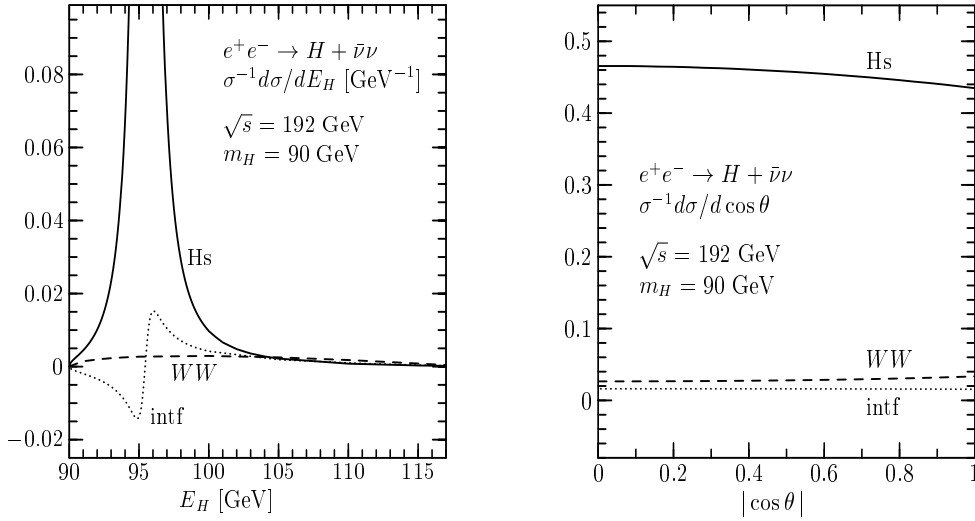 e⁺e⁻ → H + ν̄ν
σ⁻¹dσ/dE_H [GeV⁻¹]
√s = 192 GeV
m_H = 90 GeV
0.08
0.06
0.04
0.02
0
−0.02
Hs
WW
intf
90 95 100 105 110 115
E_H [GeV]
0.5
0.4
0.3
0.2
0.1
0
Hs
e⁺e⁻ → H + ν̄ν
σ⁻¹dσ/d cos θ
√s = 192 GeV
m_H = 90 GeV
WW
intf
0 0.2 0.4 0.6 0.8 1
| cos θ |